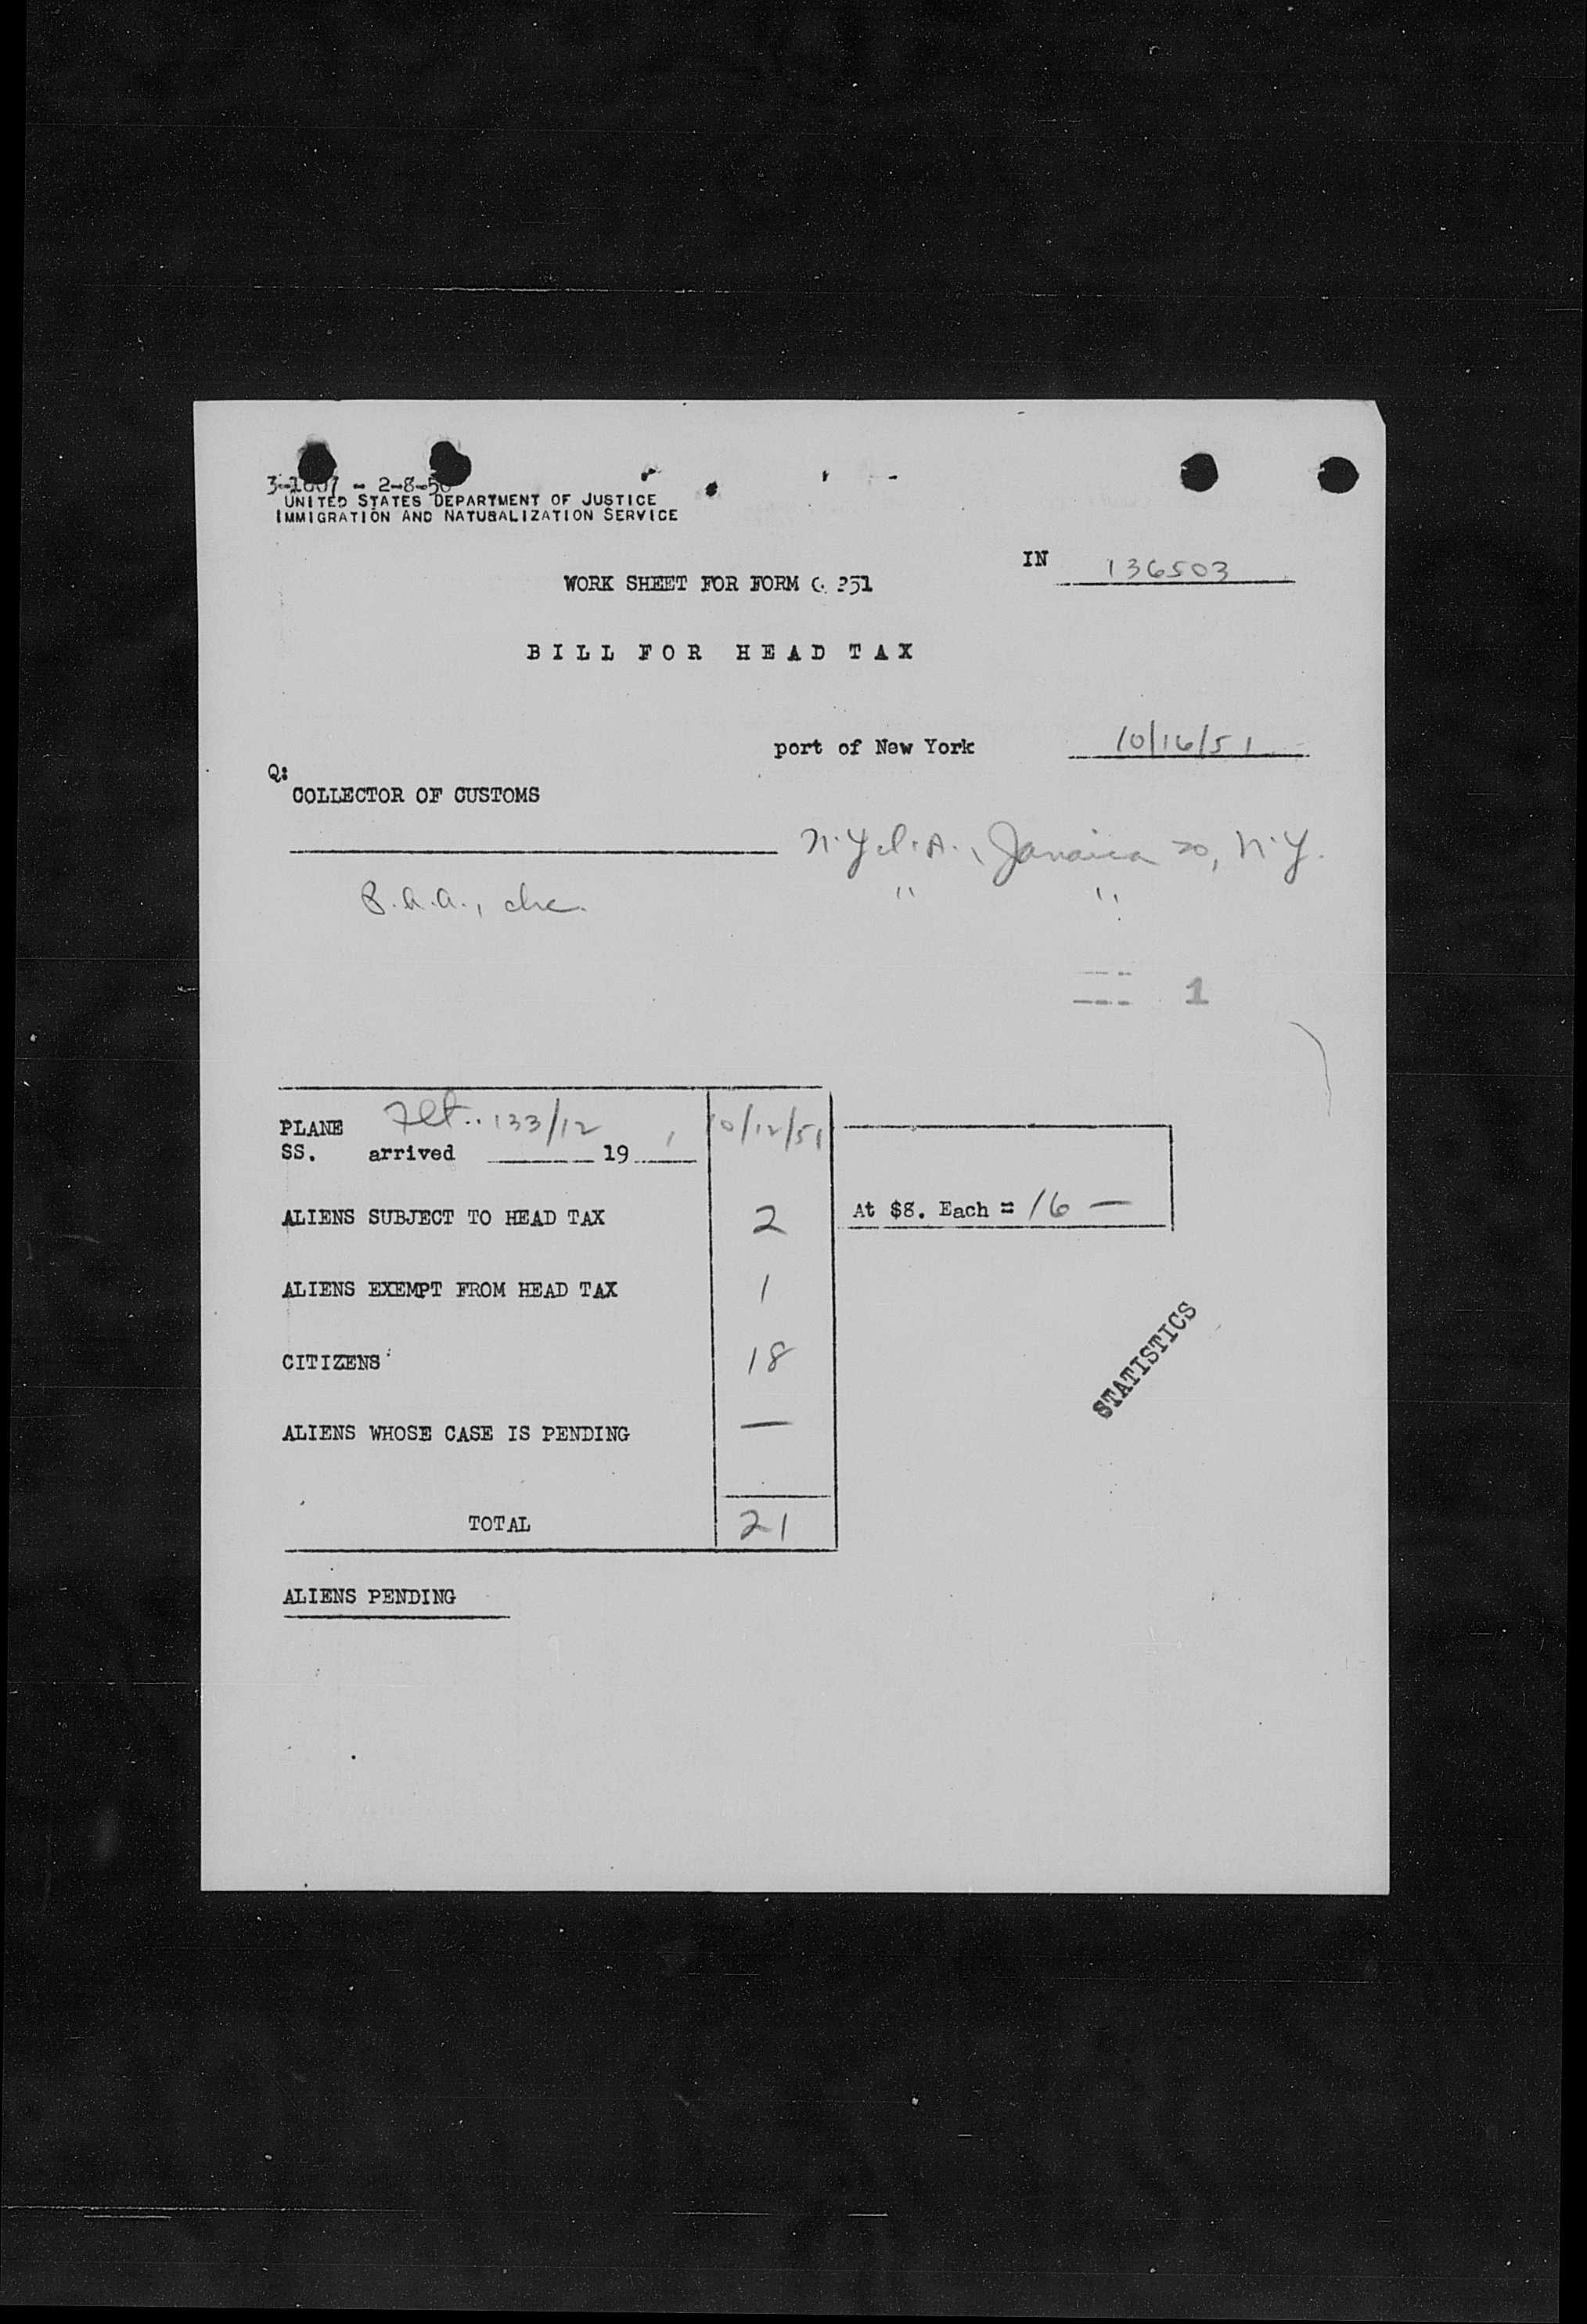 UNITED STATES DEPARTMENT OF JUSTICE
IMMIGRATION AND NATURALIZATION SERVICE
IN 136503
WORK SHEET FOR FORM
BILL FOR HEAD TAX
port of New York 10/16/51
Q:
COLLECTOR OF CUSTOMS
Jamaica 20, N.Y.
" "
1
PLANE Flt. 133/12 10/12/51
SS. arrived 19
ALIENS SUBJECT TO HEAD TAX 2 At $8. Each = 16 —
ALIENS EXEMPT FROM HEAD TAX 1
CITIZENS 18
STATISTICS
ALIENS WHOSE CASE IS PENDING —
TOTAL 21
ALIENS PENDING